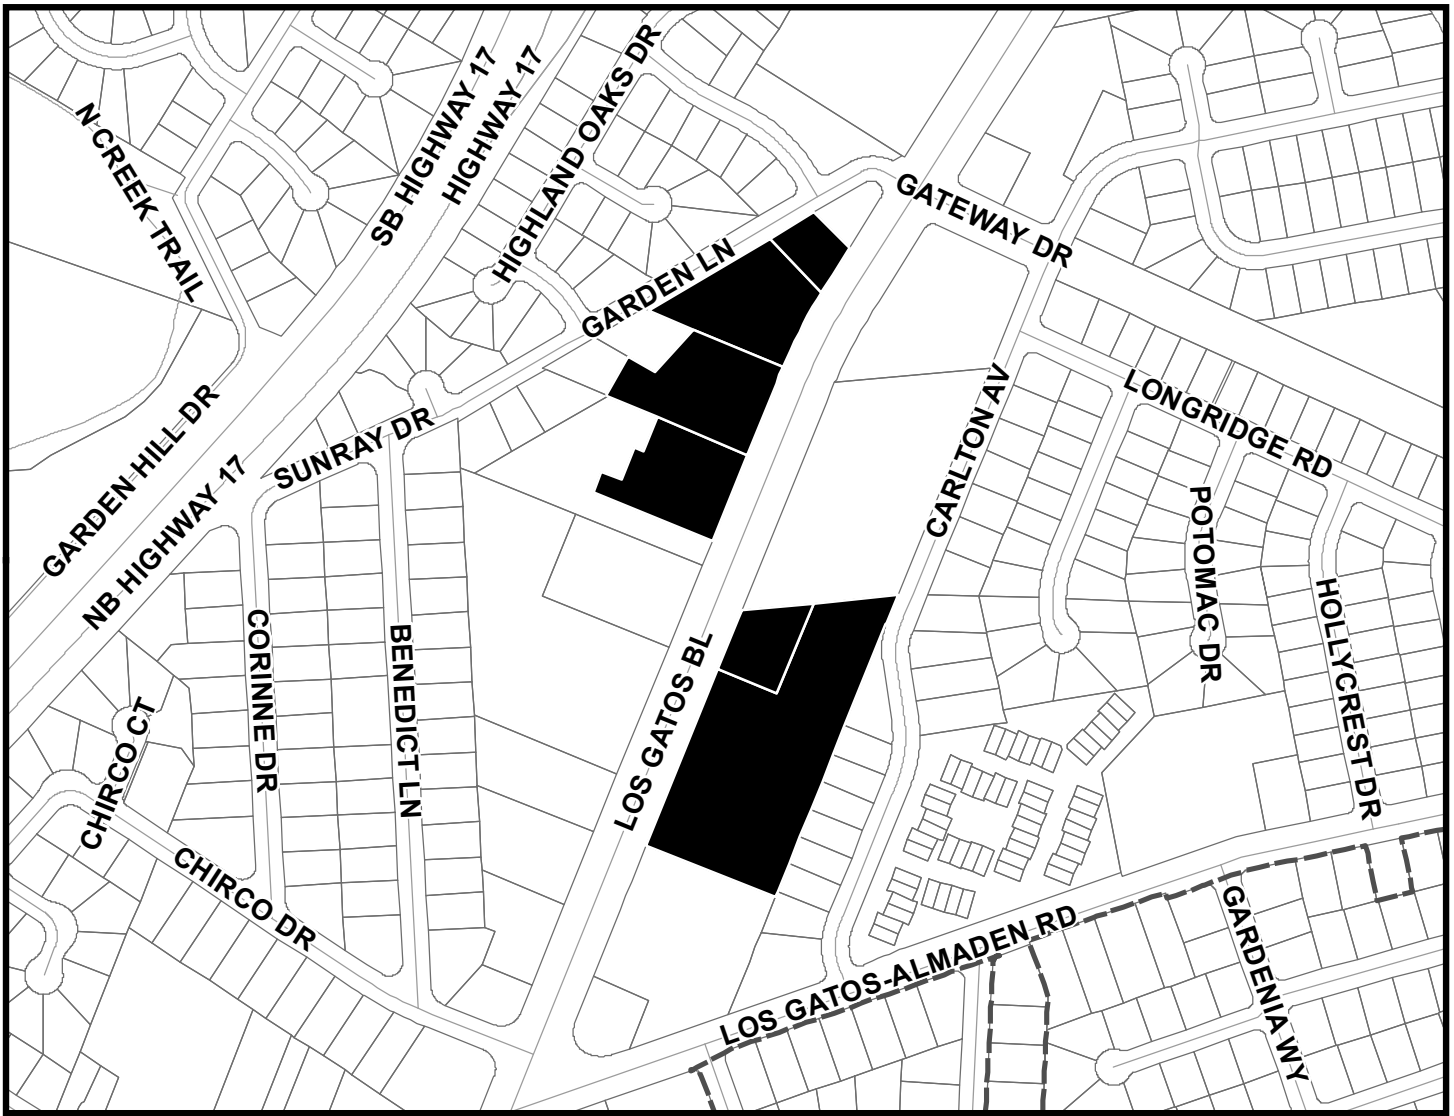 N CREEK TRAIL
SB HIGHWAY 17
HIGHWAY 17
HIGHLAND OAKS DR
GATEWAY DR
GARDEN LN
LONGRIDGE RD
SUNRAY DR
CARLTON AV
GARDEN HILL DR
NB HIGHWAY 17
POTOMAC DR
HOLLYCREST DR
CORINNE DR
BENEDICT LN
LOS GATOS BL
CHIRCO CT
CHIRCO DR
LOS GATOS-ALMADEN RD
GARDENIA WY